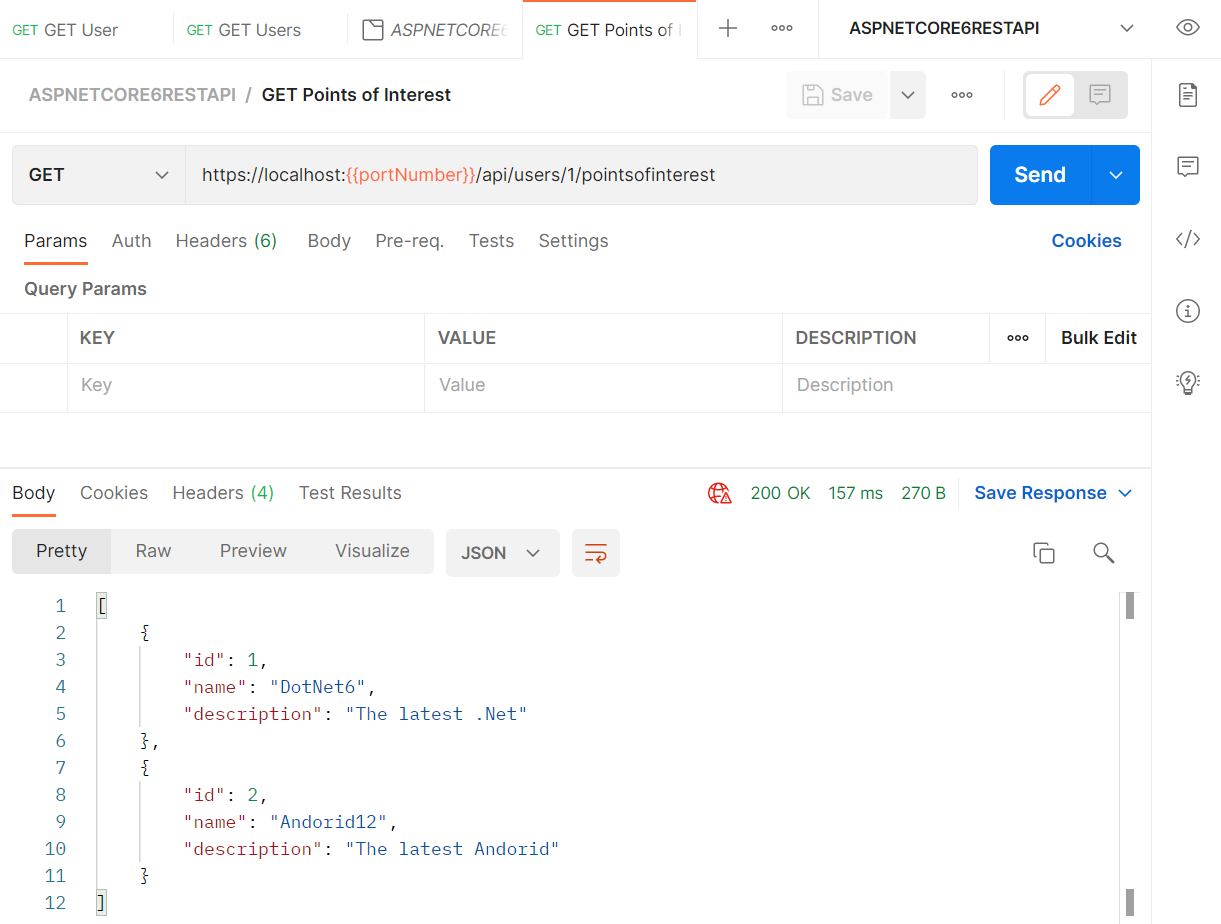 GET GET User GET GET Users ASPNETCORE6 GET GET Points of ASPNETCORE6RESTAPI
ASPNETCORE6RESTAPI / GET Points of Interest Save
GET https://localhost:{{portNumber}}/api/users/1/pointsofinterest Send
Params Auth Headers (6) Body Pre-req. Tests Settings Cookies
Query Params
KEY VALUE DESCRIPTION Bulk Edit
Key Value Description
Body Cookies Headers (4) Test Results 200 OK 157 ms 270 B Save Response
Pretty Raw Preview Visualize JSON
1 [
2 {
3 "id": 1,
4 "name": "DotNet6",
5 "description": "The latest .Net"
6 },
7 {
8 "id": 2,
9 "name": "Andorid12",
10 "description": "The latest Andorid"
11 }
12 ]